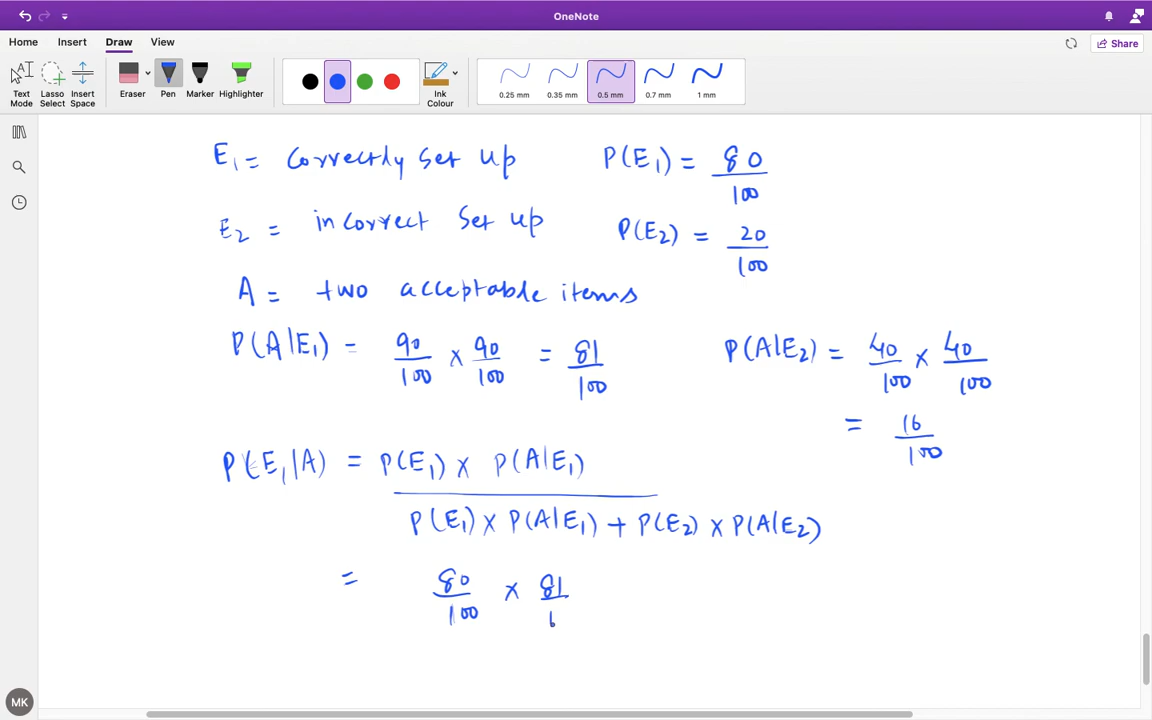 OneNote
Home Insert Draw View
Share
Text Mode
Lasso Select
Insert Space
Eraser
Pen
Marker
Highlighter
Ink Colour
0.25 mm 0.35 mm 0.5 mm 0.7 mm 1 mm
E₁ = Correctly Set Up P(E₁) = 80/100
E₂ = incorrect Set up P(E₂) = 20/100
A = two acceptable items
P(A|E₁) = 90/100 × 90/100 = 81/100 P(A|E₂) = 40/100 × 40/100
= 16/100
P(E₁|A) = P(E₁) × P(A|E₁)
P(E₁) × P(A|E₁) + P(E₂) × P(A|E₂)
= 80/100 × 81/1
MK